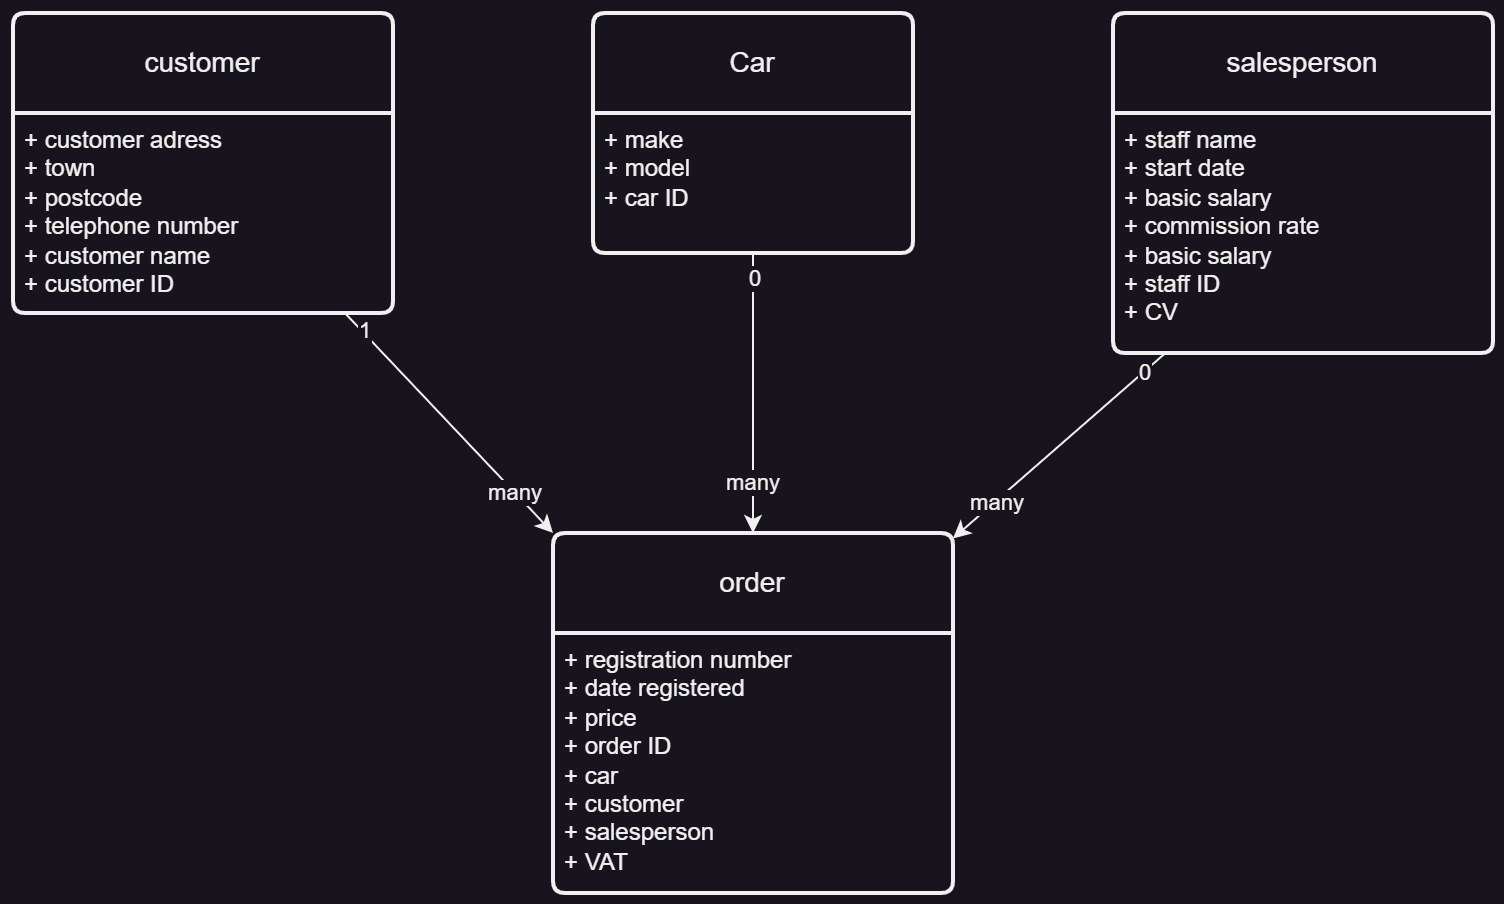 customer
+ customer adress
+ town
+ postcode
+ telephone number
+ customer name
+ customer ID
Car
+ make
+ model
+ car ID
salesperson
+ staff name
+ start date
+ basic salary
+ commission rate
+ basic salary
+ staff ID
+ CV
1
0
0
many
many
many
order
+ registration number
+ date registered
+ price
+ order ID
+ car
+ customer
+ salesperson
+ VAT